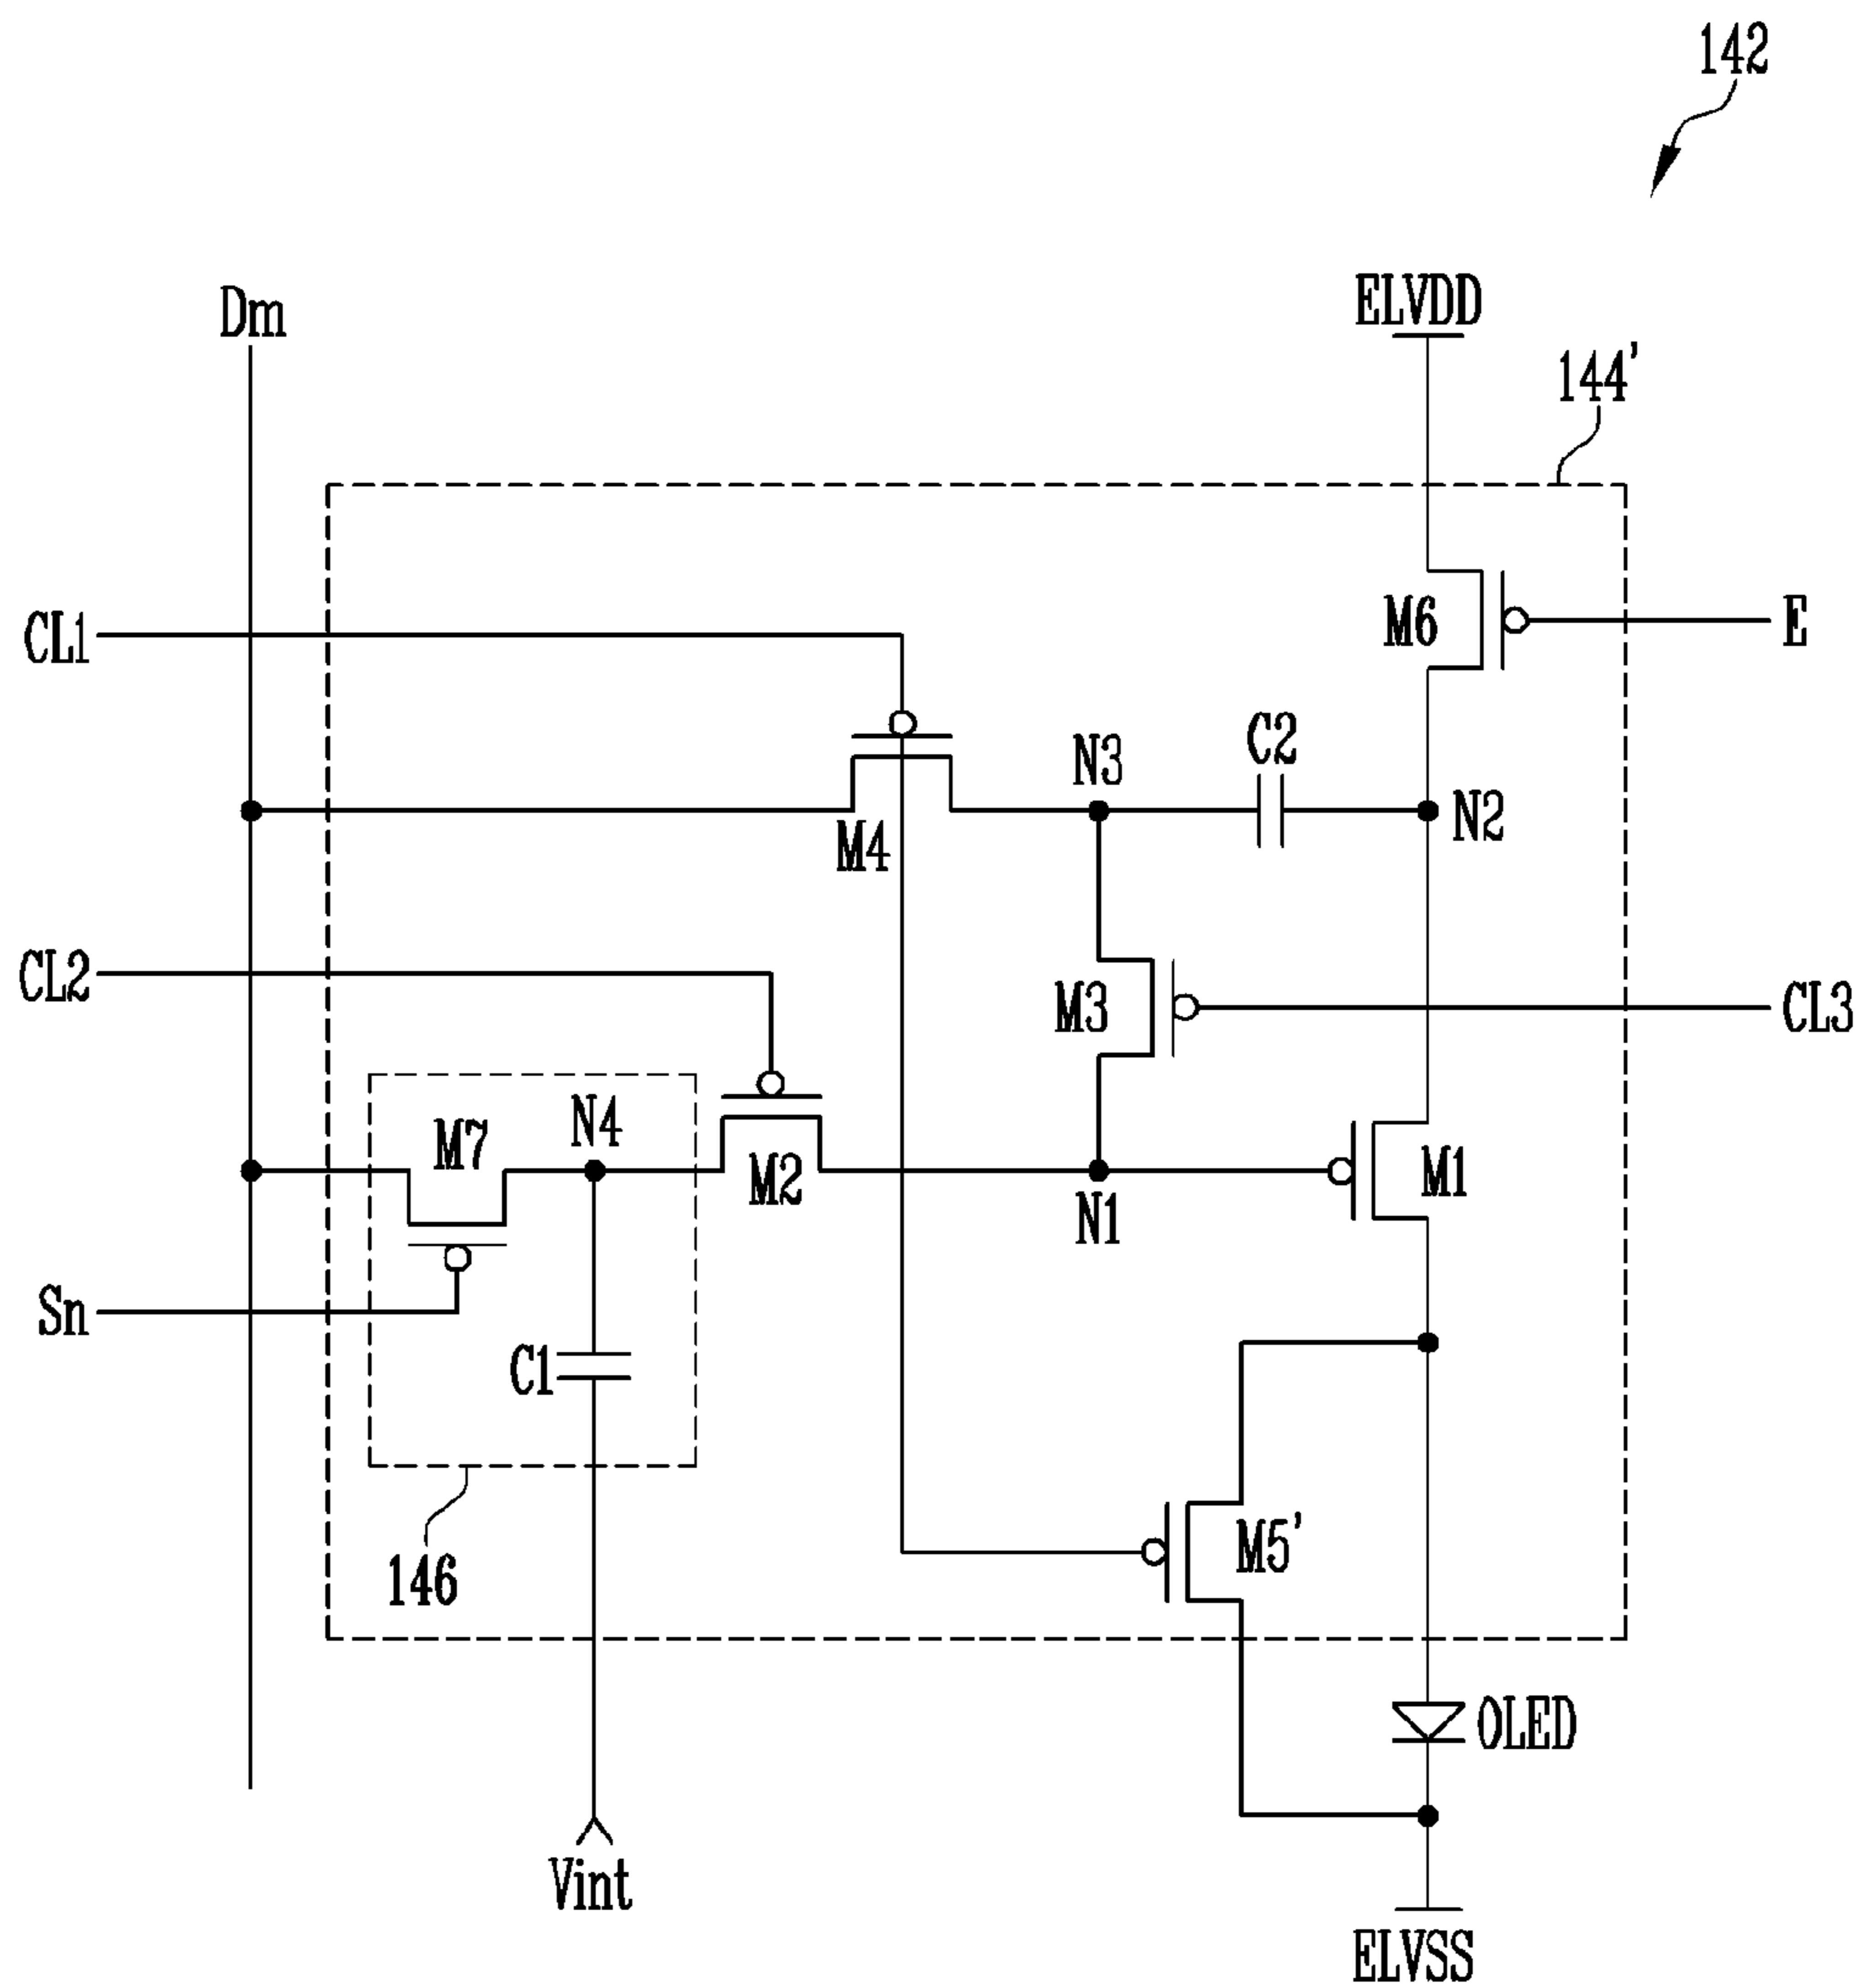 142
Dm
ELVDD
144'
CL1
M6
E
N3
C2
N2
M4
CL2
M3
CL3
M7
N4
M2
M1
N1
Sn
C1
M5'
146
OLED
Vint
ELVSS